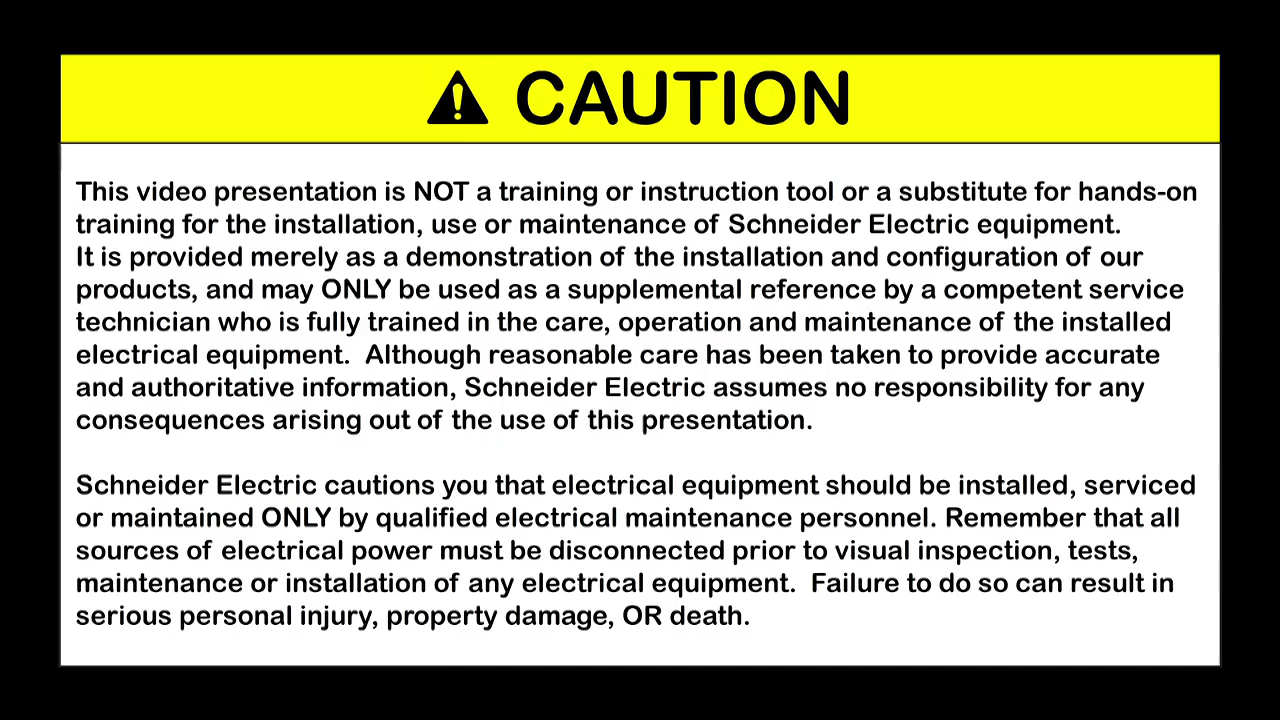 CAUTION
This video presentation is NOT a training or instruction tool or a substitute for hands-on
training for the installation, use or maintenance of Schneider Electric equipment.
It is provided merely as a demonstration of the installation and configuration of our
products, and may ONLY be used as a supplemental reference by a competent service
technician who is fully trained in the care, operation and maintenance of the installed
electrical equipment.  Although reasonable care has been taken to provide accurate
and authoritative information, Schneider Electric assumes no responsibility for any
consequences arising out of the use of this presentation.
Schneider Electric cautions you that electrical equipment should be installed, serviced
or maintained ONLY by qualified electrical maintenance personnel. Remember that all
sources of electrical power must be disconnected prior to visual inspection, tests,
maintenance or installation of any electrical equipment.  Failure to do so can result in
serious personal injury, property damage, OR death.